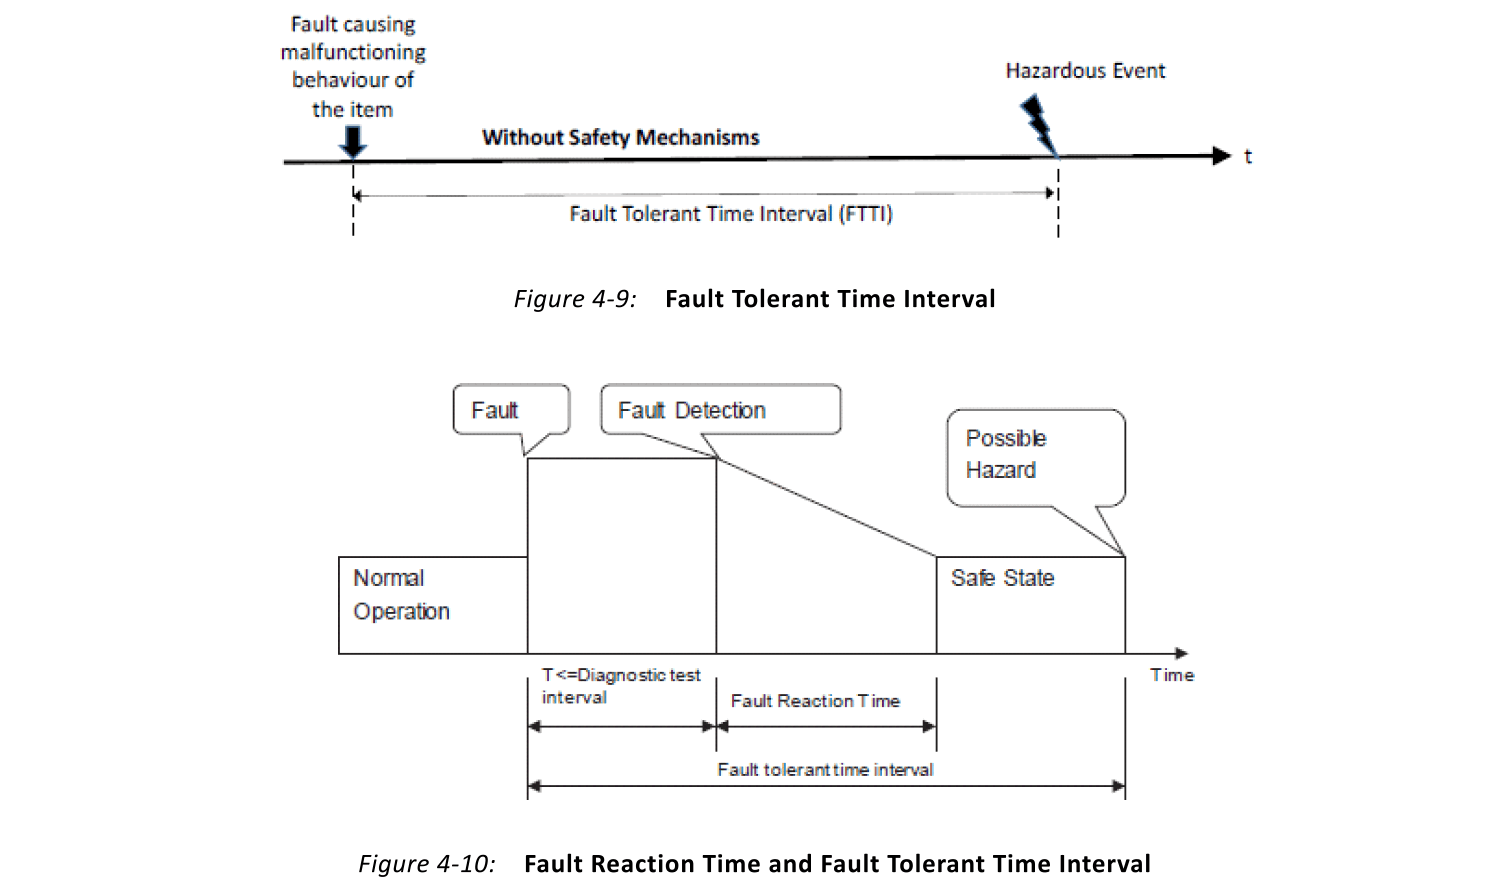 Fault causing
malfunctioning
behaviour of
the item
Hazardous Event
Without Safety Mechanisms
t
Fault Tolerant Time Interval (FTTI)
Figure 4-9: Fault Tolerant Time Interval
Fault
Fault Detection
Possible
Hazard
Normal
Operation
Safe State
T<=Diagnostic test
interval
Fault Reaction Time
Time
Fault tolerant time interval
Figure 4-10: Fault Reaction Time and Fault Tolerant Time Interval